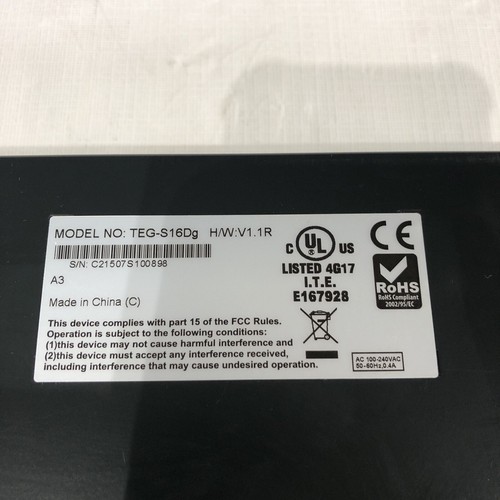 MODEL NO: TEG-S16Dg H/W:V1.1R
S/N: C21507S100898
A3
Made in China (C)
This device complies with part 15 of the FCC Rules.
Operation is subject to the following conditions:
(1)this device may not cause harmful interference and
(2)this device must accept any interference received,
including interference that may cause undesired operation.
C UL US
LISTED 4G17
I.T.E.
E167928
CE
RoHS
RoHS Compliant
2002/95/EC
AC 100-240VAC
50-60Hz,0.4A